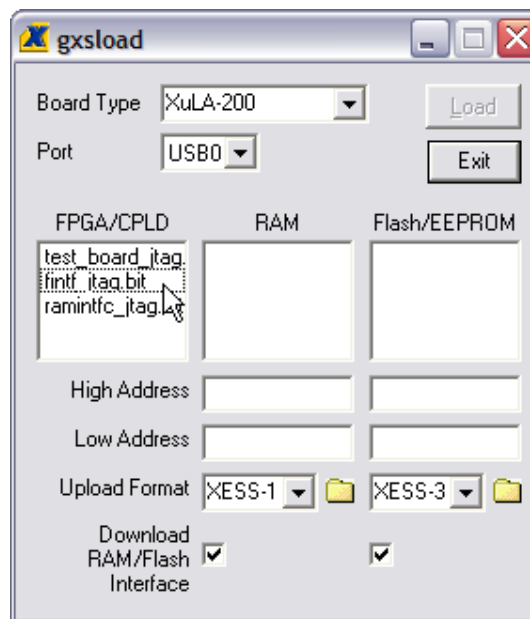 gxsload
Board Type XuLA-200 Load
Port USB0 Exit
FPGA/CPLD RAM Flash/EEPROM
test_board_jtag.
fintf_jtag.bit
ramintfc_jtag.
High Address
Low Address
Upload Format XESS-1 XESS-3
Download
RAM/Flash
Interface